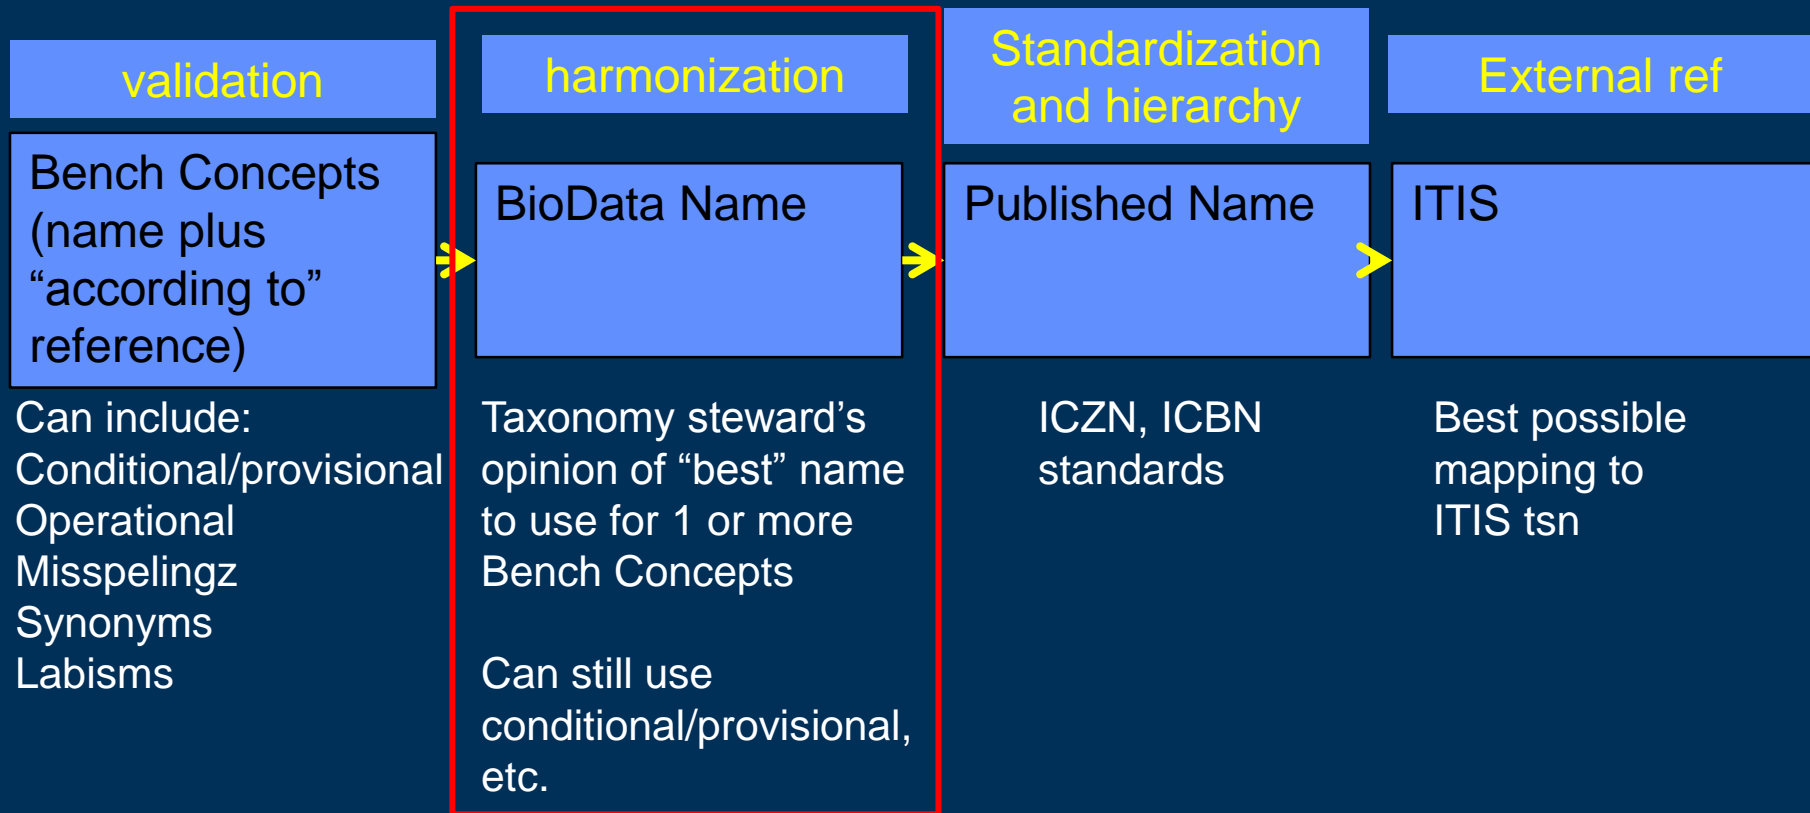 validation
Bench Concepts
(name plus
“according to”
reference)
Can include:
Conditional/provisional
Operational
Misspelingz
Synonyms
Labisms
harmonization
BioData Name
Taxonomy steward’s
opinion of “best” name
to use for 1 or more
Bench Concepts
Can still use
conditional/provisional,
etc.
Standardization
and hierarchy
Published Name
ICZN, ICBN
standards
External ref
ITIS
Best possible
mapping to
ITIS tsn